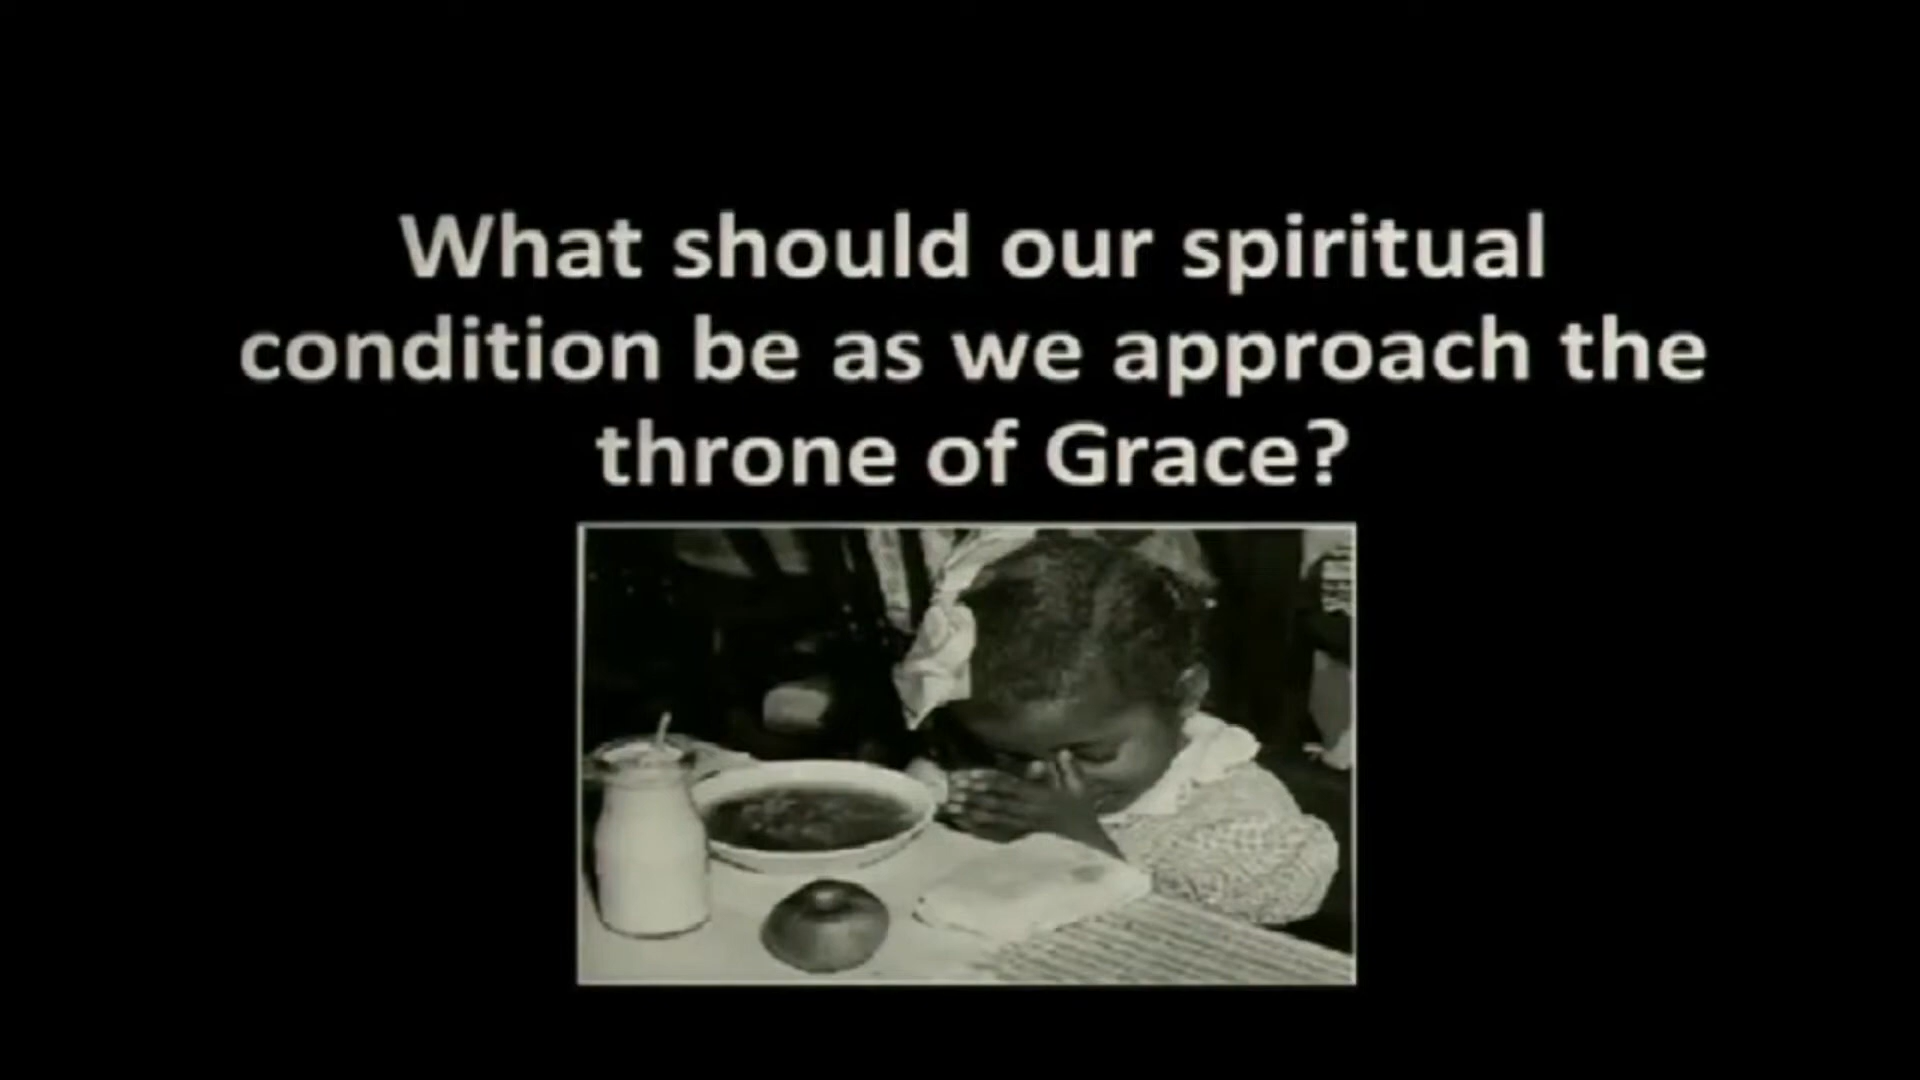 What should our spiritual
condition be as we approach the
throne of Grace?